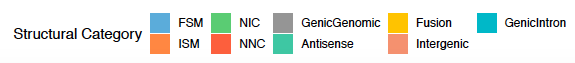 Structural Category
FSM NIC GenicGenomic Fusion GenicIntron
ISM NNC Antisense Intergenic